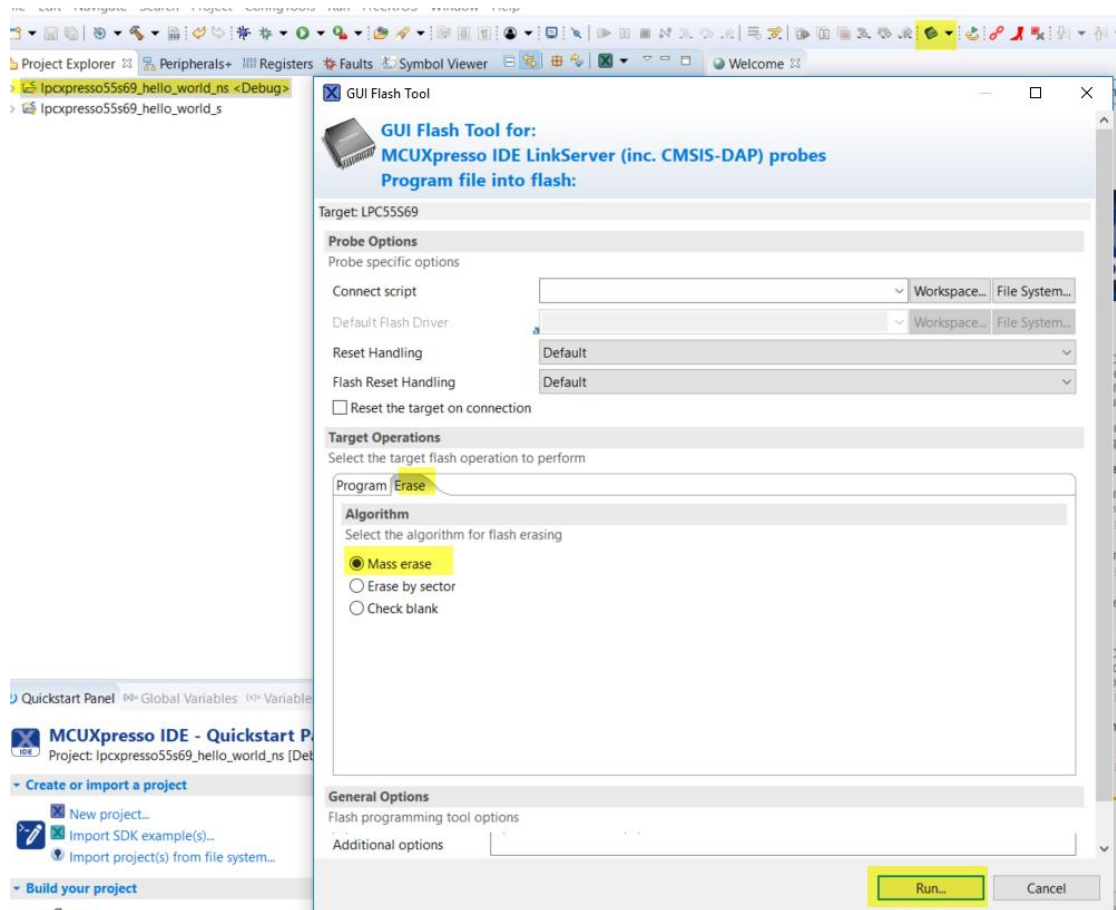 Project Explorer Peripherals+ Registers Faults Symbol Viewer Welcome
lpcxpresso55s69_hello_world_ns <Debug>
lpcxpresso55s69_hello_world_s
GUI Flash Tool
GUI Flash Tool for:
MCUXpresso IDE LinkServer (inc. CMSIS-DAP) probes
Program file into flash:
Target: LPC55S69
Probe Options
Probe specific options
Connect script Workspace... File System...
Default Flash Driver Workspace... File System...
Reset Handling Default
Flash Reset Handling Default
Reset the target on connection
Target Operations
Select the target flash operation to perform
Program Erase
Algorithm
Select the algorithm for flash erasing
Mass erase
Erase by sector
Check blank
Quickstart Panel Global Variables Variable
MCUXpresso IDE - Quickstart Pa
IDE
Project: lpcxpresso55s69_hello_world_ns [Deb
Create or import a project
New project...
Import SDK example(s)...
Import project(s) from file system...
Build your project
General Options
Flash programming tool options
Additional options
Run... Cancel